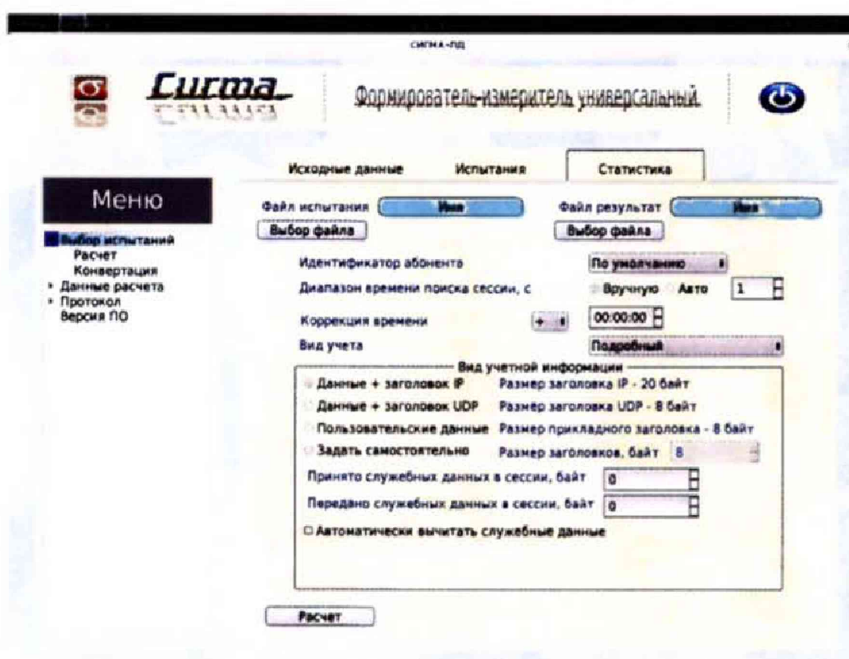 СИГМА-ПД
Сигма
Формирователь-измеритель универсальный
Исходные данные Испытания Статистика
Меню
Выбор испытаний
Расчет
Конвертация
Данные расчета
Протокол
Версия ПО
Файл испытания Имя Файл результат Имя
Выбор файла Выбор файла
Идентификатор абонента По умолчанию
Диапазон времени поиска сессии, с Вручную Авто 1
Коррекция времени + 00:00:00
Вид учета Подробный
Вид учетной информации
Данные + заголовок IP Размер заголовка IP - 20 байт
Данные + заголовок UDP Размер заголовка UDP - 8 байт
Пользовательские данные Размер прикладного заголовка - 8 байт
Задать самостоятельно Размер заголовков, байт 8
Принято служебных данных в сессии, байт 0
Передано служебных данных в сессии, байт 0
Автоматически вычитать служебные данные
Расчет